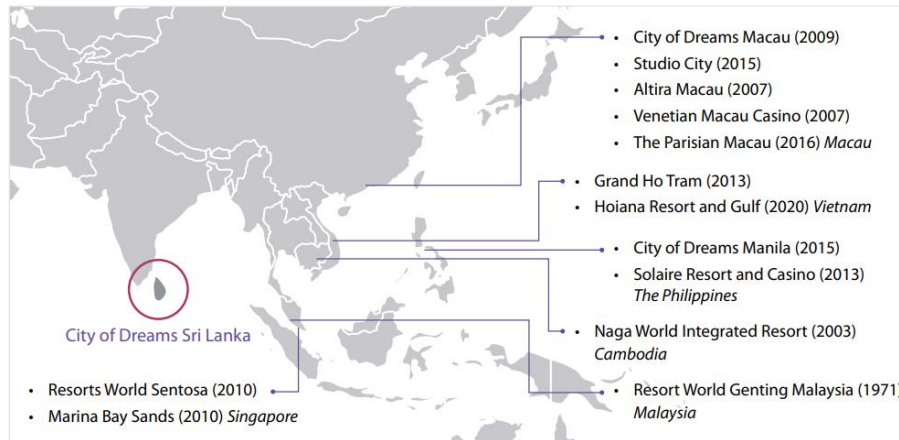 City of Dreams Macau (2009)
Studio City (2015)
Altira Macau (2007)
Venetian Macau Casino (2007)
The Parisian Macau (2016) Macau
Grand Ho Tram (2013)
Hoiana Resort and Gulf (2020) Vietnam
City of Dreams Manila (2015)
Solaire Resort and Casino (2013)
The Philippines
Naga World Integrated Resort (2003)
Cambodia
Resort World Genting Malaysia (1971)
Malaysia
City of Dreams Sri Lanka
Resorts World Sentosa (2010)
Marina Bay Sands (2010) Singapore